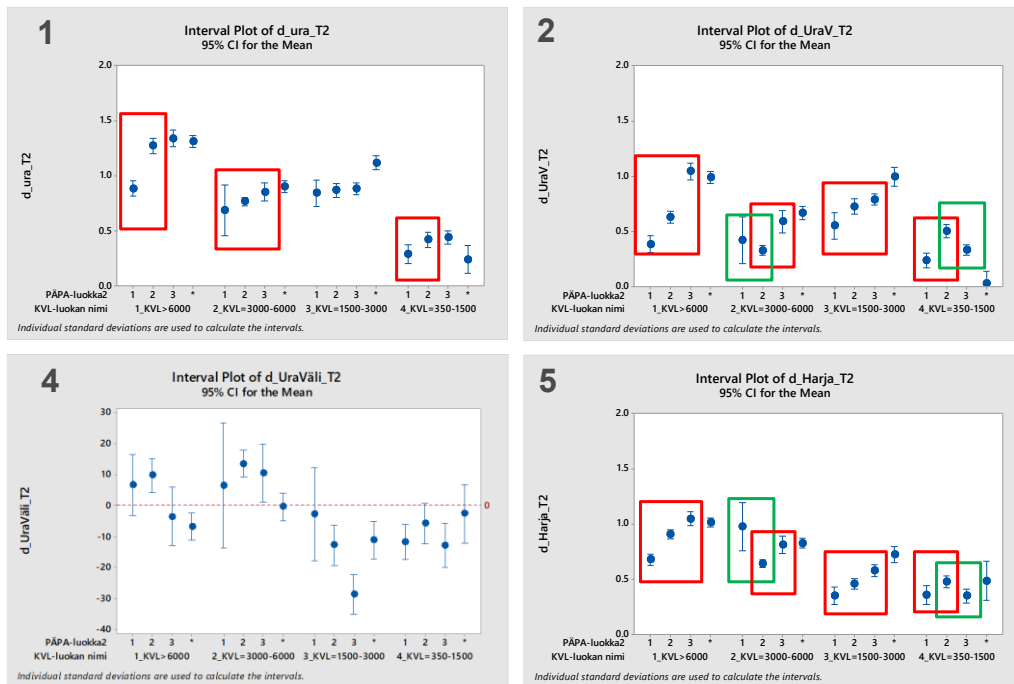 1
Interval Plot of d_ura_T2
95% CI for the Mean
2.0
1.5
1.0
0.5
0.0
d_ura_T2
PÄPA-luokka2 1 2 3 * 1 2 3 * 1 2 3 * 1 2 3 *
KVL-luokan nimi 1_KVL>6000 2_KVL=3000-6000 3_KVL=1500-3000 4_KVL=350-1500
Individual standard deviations are used to calculate the intervals.
2
Interval Plot of d_UraV_T2
95% CI for the Mean
2.0
1.5
1.0
0.5
0.0
d_UraV_T2
PÄPA-luokka2 1 2 3 * 1 2 3 * 1 2 3 * 1 2 3 *
KVL-luokan nimi 1_KVL>6000 2_KVL=3000-6000 3_KVL=1500-3000 4_KVL=350-1500
Individual standard deviations are used to calculate the intervals.
4
Interval Plot of d_UraVäli_T2
95% CI for the Mean
30
20
10
0 0
-10
-20
-30
-40
d_UraVäli_T2
PÄPA-luokka2 1 2 3 * 1 2 3 * 1 2 3 * 1 2 3 *
KVL-luokan nimi 1_KVL>6000 2_KVL=3000-6000 3_KVL=1500-3000 4_KVL=350-1500
Individual standard deviations are used to calculate the intervals.
5
Interval Plot of d_Harja_T2
95% CI for the Mean
2.0
1.5
1.0
0.5
0.0
d_Harja_T2
PÄPA-luokka2 1 2 3 * 1 2 3 * 1 2 3 * 1 2 3 *
KVL-luokan nimi 1_KVL>6000 2_KVL=3000-6000 3_KVL=1500-3000 4_KVL=350-1500
Individual standard deviations are used to calculate the intervals.